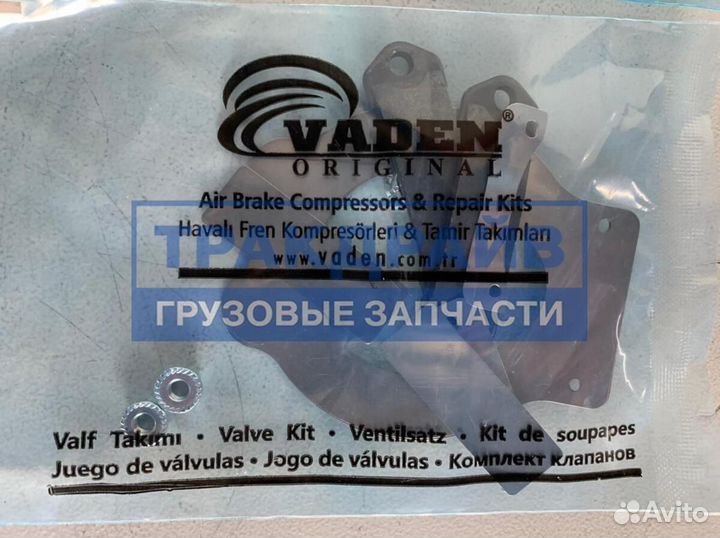 VADEN®
ORIGINAL
Air Brake Compressors & Repair Kits
Havalı Fren Kompresörleri & Tamir Takımları
www.vaden.com.tr
ТРАКДРАЙВ
ГРУЗОВЫЕ ЗАПЧАСТИ
Valf Takımı • Valve Kit • Ventilsatz • Kit de soupapes
Juego de válvulas • Jogo de válvulas • Комплект клапанов
Avito